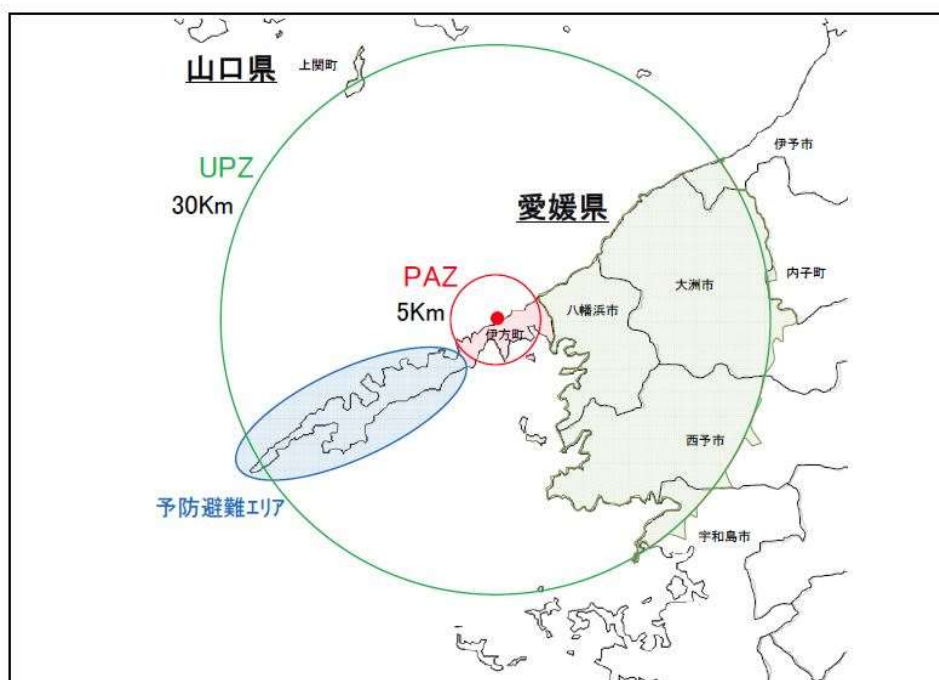 山口県
上関町
伊予市
UPZ
30Km
愛媛県
PAZ
5Km
大洲市
内子町
八幡浜市
伊方町
西予市
予防避難エリア
宇和島市